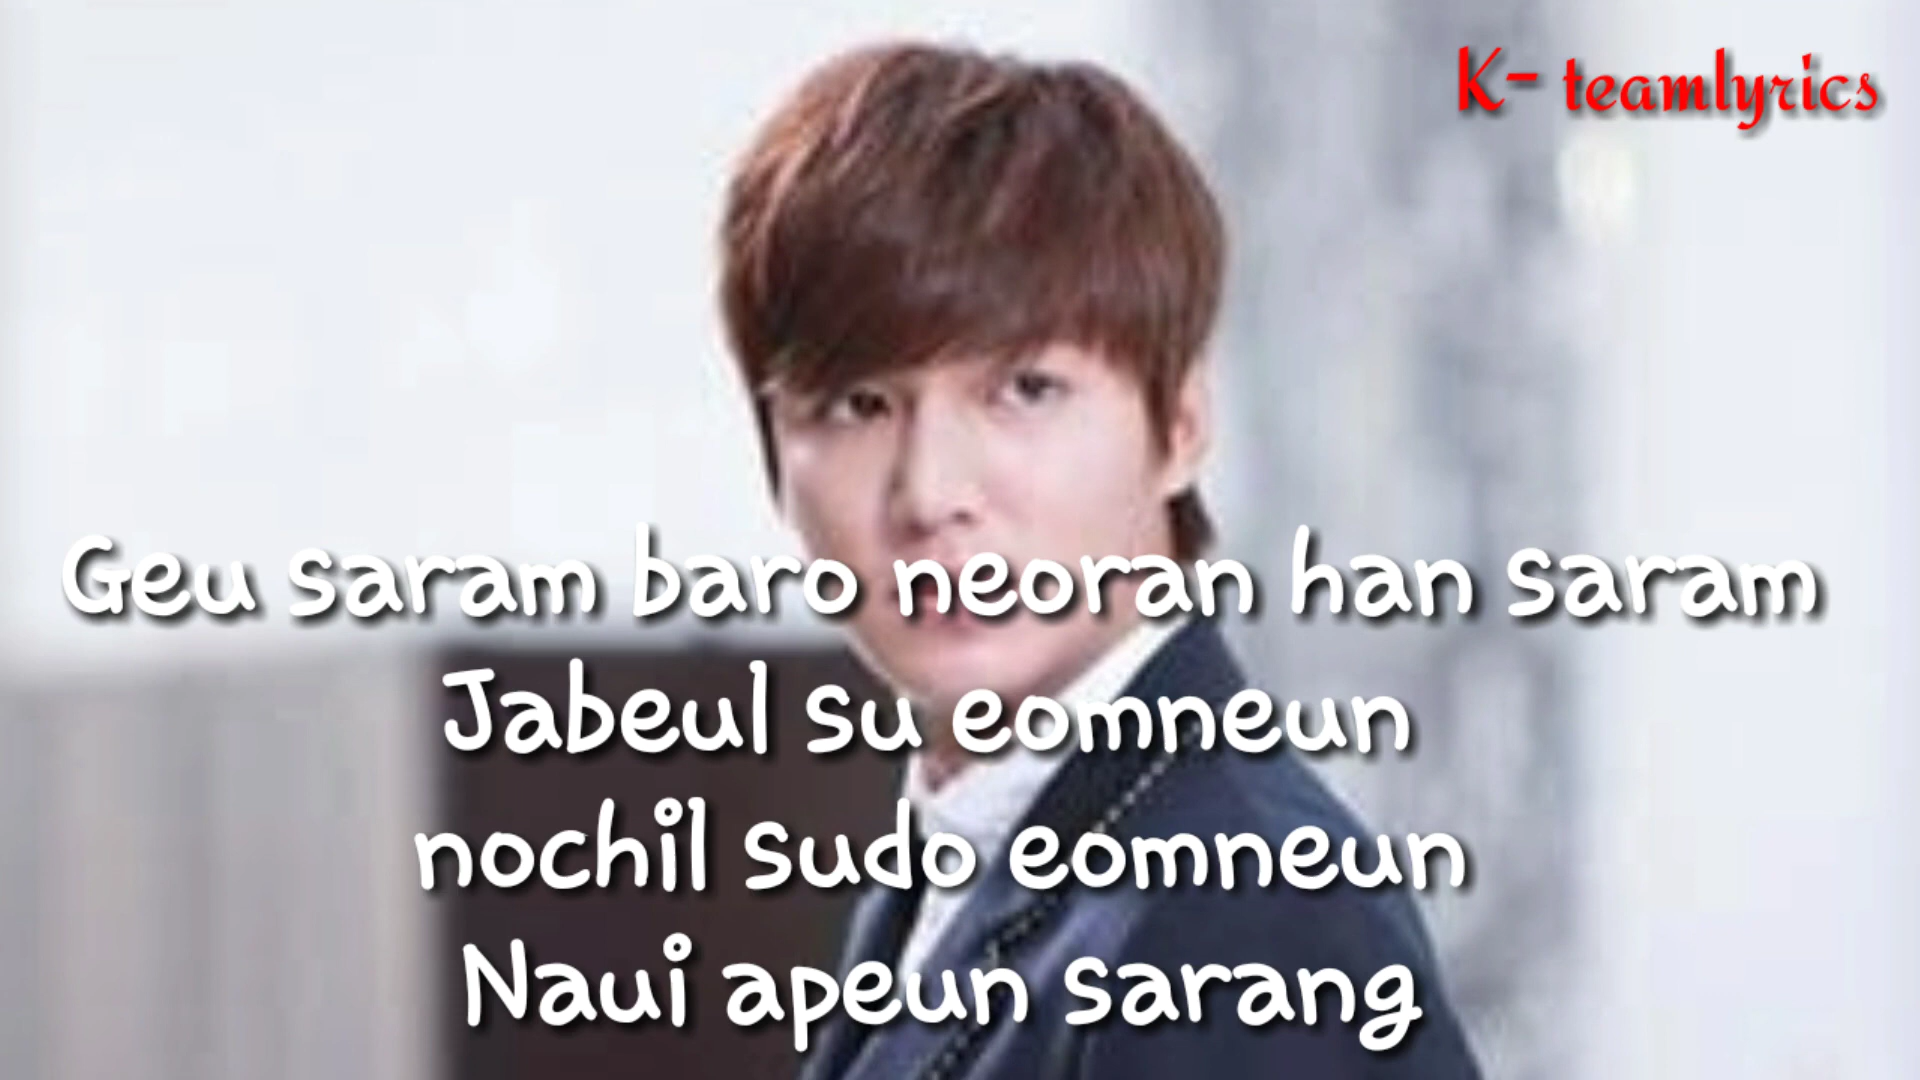 K- teamlyrics
Geu saram baro neoran han saram
Jabeul su eomneun
nochil sudo eomneun
Naui apeun sarang